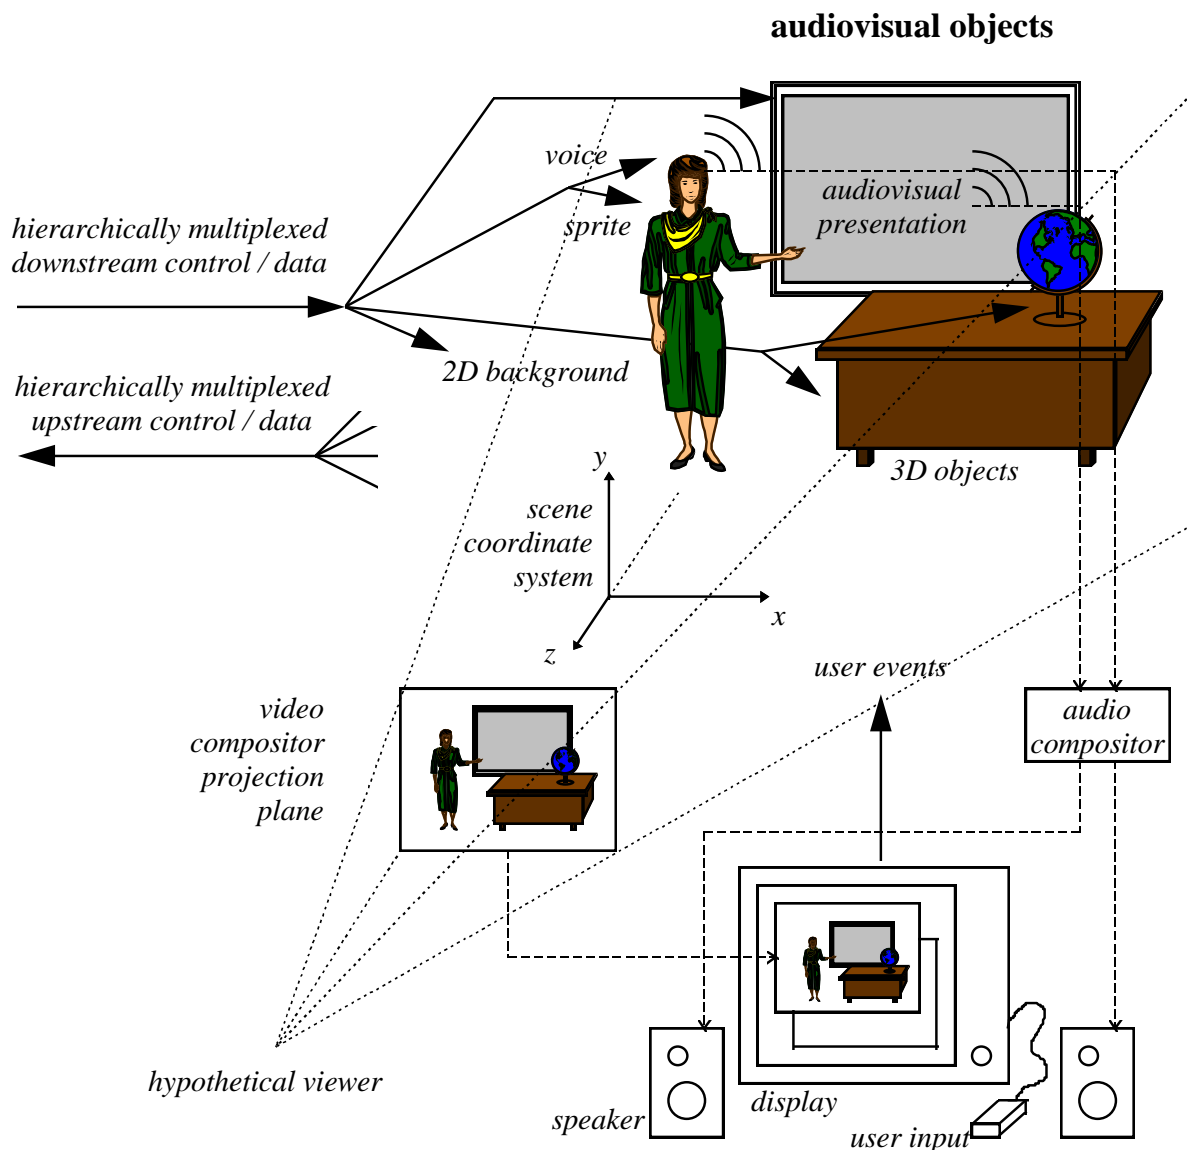 audiovisual objects
voice
sprite
audiovisual
presentation
hierarchically multiplexed
downstream control / data
2D background
hierarchically multiplexed
upstream control / data
3D objects
y
scene
coordinate
system
x
z
user events
video
compositor
projection
plane
audio
compositor
hypothetical viewer
speaker
display
user input